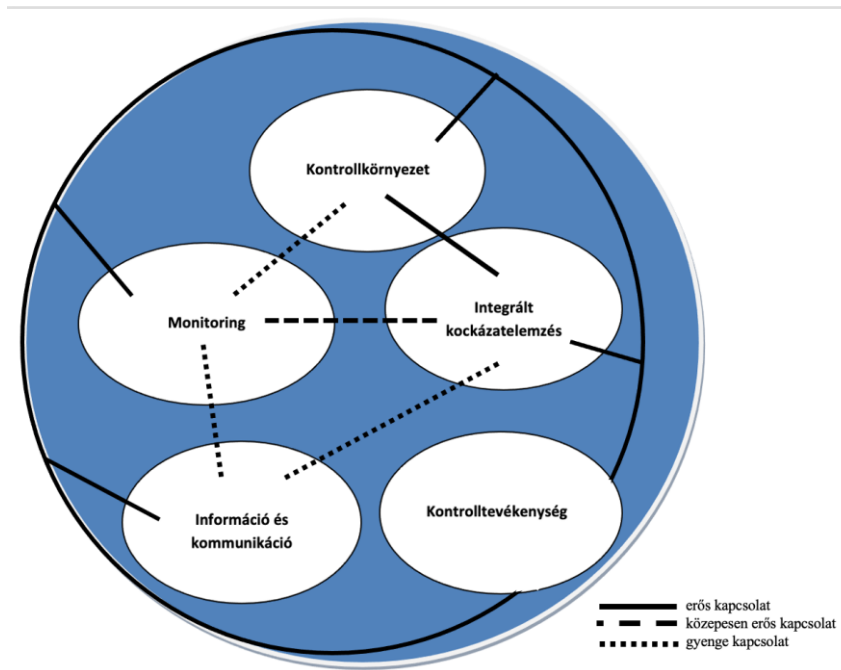 Kontrollkörnyezet
Monitoring
Integrált
kockázatelemzés
Információ és
kommunikáció
Kontrolltevékenység
erős kapcsolat
közepesen erős kapcsolat
gyenge kapcsolat